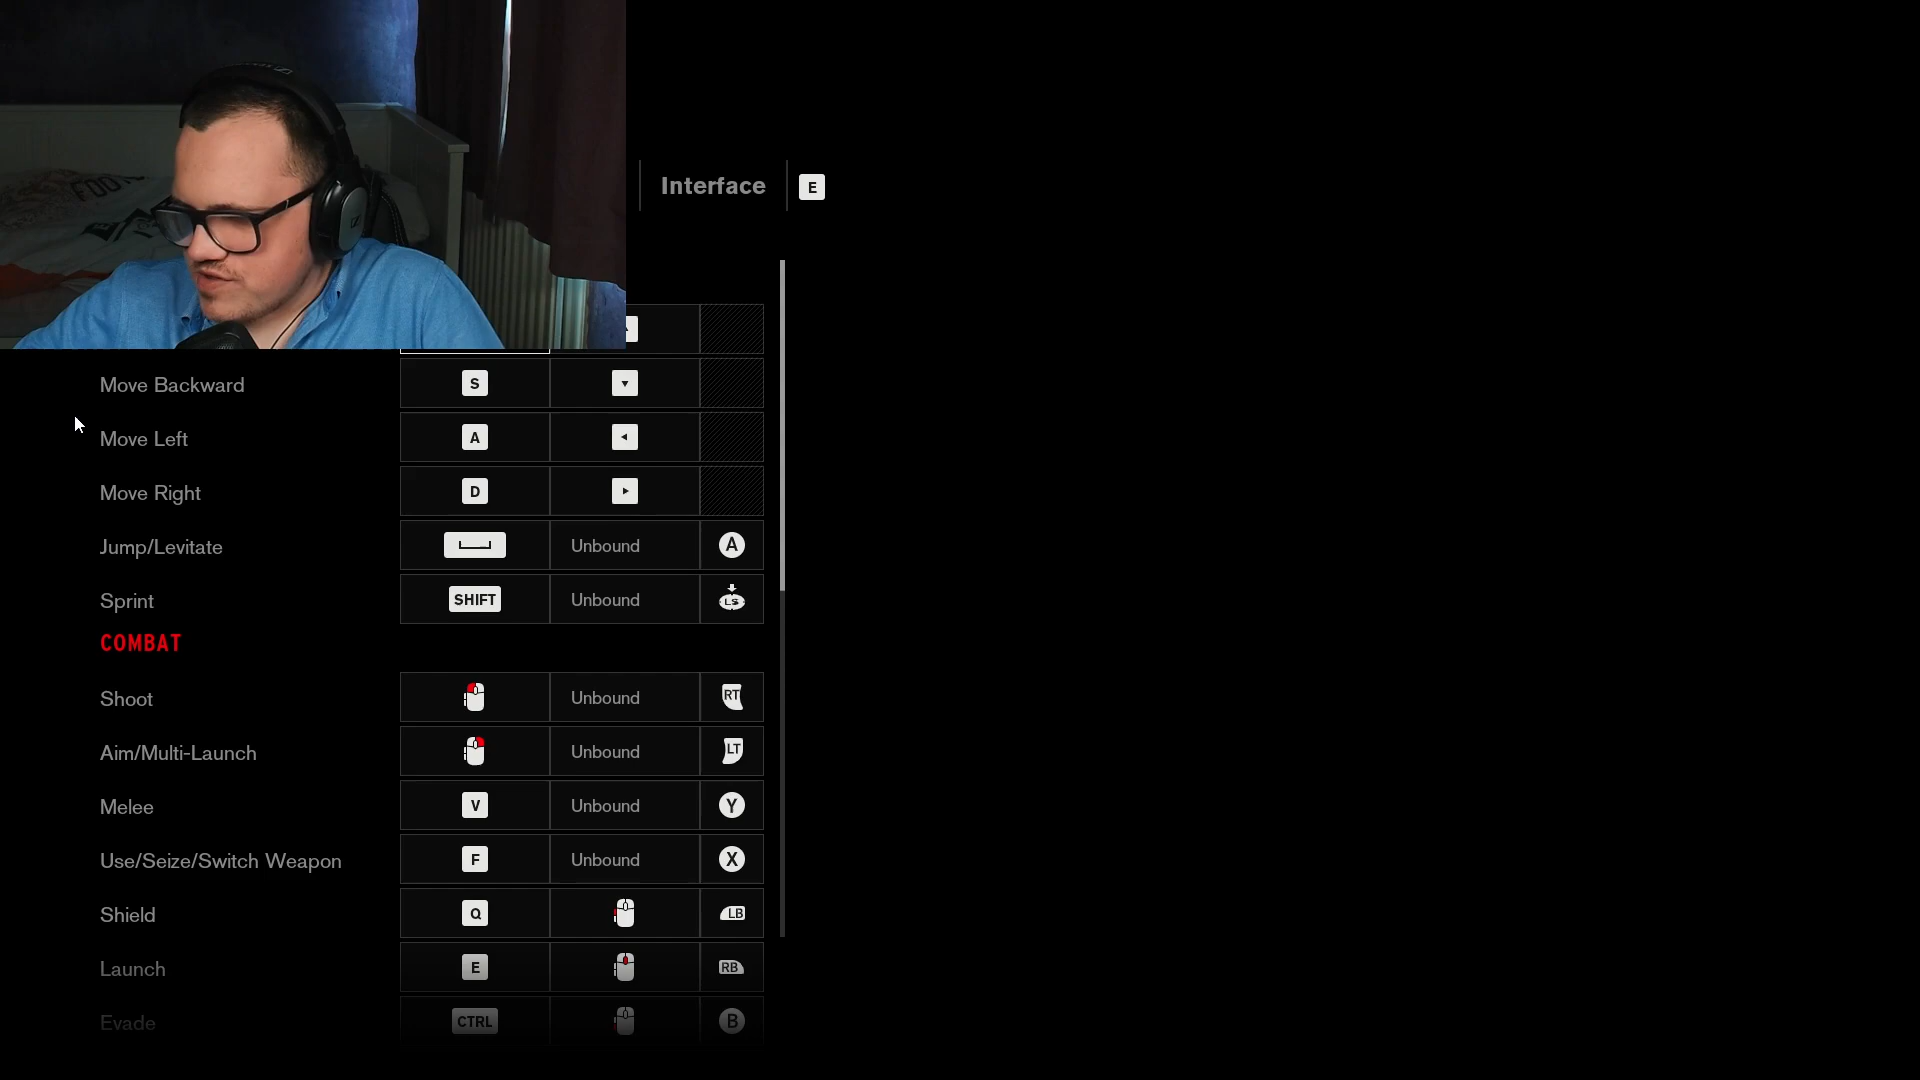 Interface E
Move Backward S
Move Left A
Move Right D
Jump/Levitate Unbound A
Sprint SHIFT Unbound LS
COMBAT
Shoot Unbound RT
Aim/Multi-Launch Unbound LT
Melee V Unbound Y
Use/Seize/Switch Weapon F Unbound X
Shield Q LB
Launch E RB
Evade CTRL B